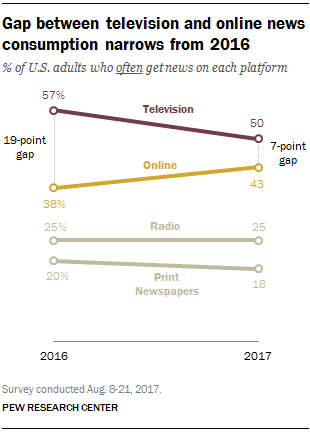 Gap between television and online news
consumption narrows from 2016
% of U.S. adults who often get news on each platform
57%
Television
50
19-point
gap
7-point
gap
Online
43
38%
25%
Radio
25
20%
Print
Newspapers
18
2016
2017
Survey conducted Aug. 8-21, 2017.
PEW RESEARCH CENTER